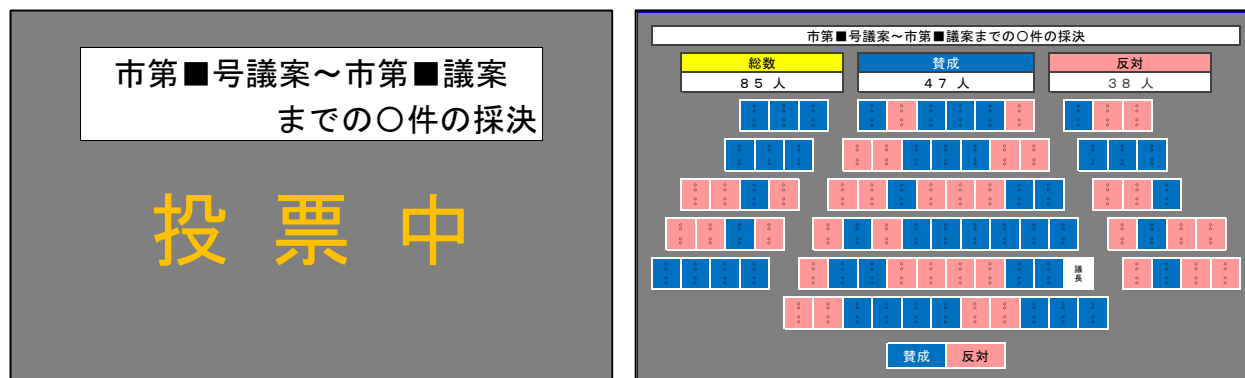 市第■号議案～市第■議案
までの〇件の採決
投票中
市第■号議案～市第■議案までの〇件の採決
総数 賛成 反対
８５ 人 ４７ 人 ３８ 人
議長
賛成 反対